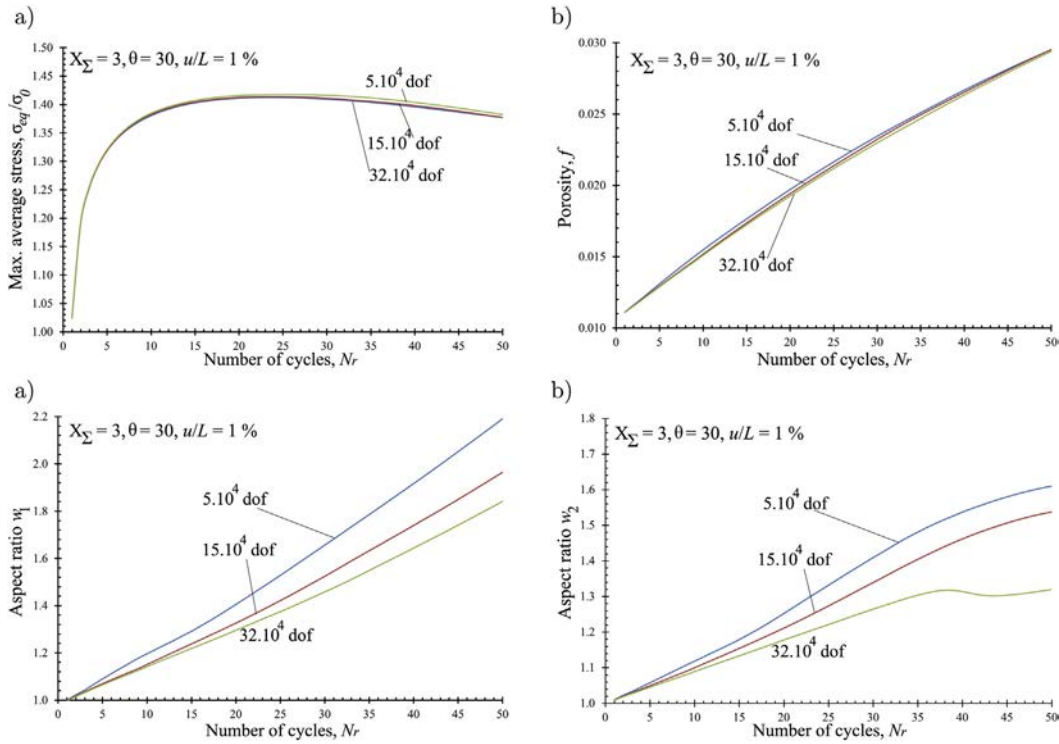 a)
X_Σ = 3, θ = 30, u/L = 1 %
Max. average stress, σ_eq/σ_0
1.50
1.45
1.40
1.35
1.30
1.25
1.20
1.15
1.10
1.05
1.00
5.10^4 dof
15.10^4 dof
32.10^4 dof
0 5 10 15 20 25 30 35 40 45 50
Number of cycles, Nr
b)
X_Σ = 3, θ = 30, u/L = 1 %
Porosity, f
0.030
0.025
0.020
0.015
0.010
5.10^4 dof
15.10^4 dof
32.10^4 dof
0 5 10 15 20 25 30 35 40 45 50
Number of cycles, Nr
a)
X_Σ = 3, θ = 30, u/L = 1 %
Aspect ratio w_1
2.2
2.0
1.8
1.6
1.4
1.2
1.0
5.10^4 dof
15.10^4 dof
32.10^4 dof
0 5 10 15 20 25 30 35 40 45 50
Number of cycles, Nr
b)
X_Σ = 3, θ = 30, u/L = 1 %
Aspect ratio w_2
1.8
1.7
1.6
1.5
1.4
1.3
1.2
1.1
1.0
5.10^4 dof
15.10^4 dof
32.10^4 dof
0 5 10 15 20 25 30 35 40 45 50
Number of cycles, Nr